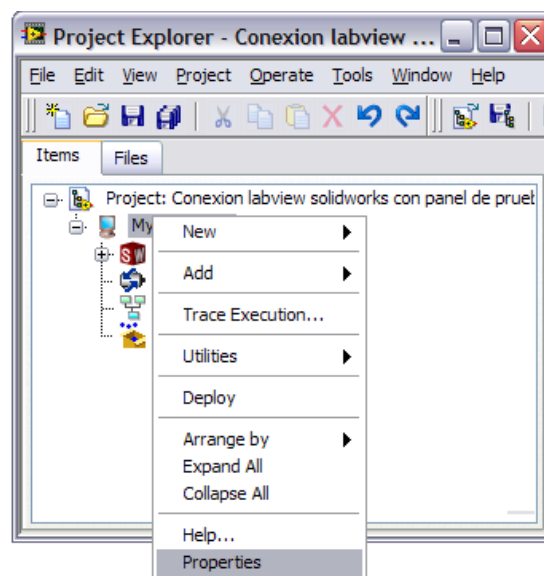 Project Explorer - Conexion labview ...
File Edit View Project Operate Tools Window Help
Items Files
Project: Conexion labview solidworks con panel de pruet
My
SW
New
Add
Trace Execution...
Utilities
Deploy
Arrange by
Expand All
Collapse All
Help...
Properties